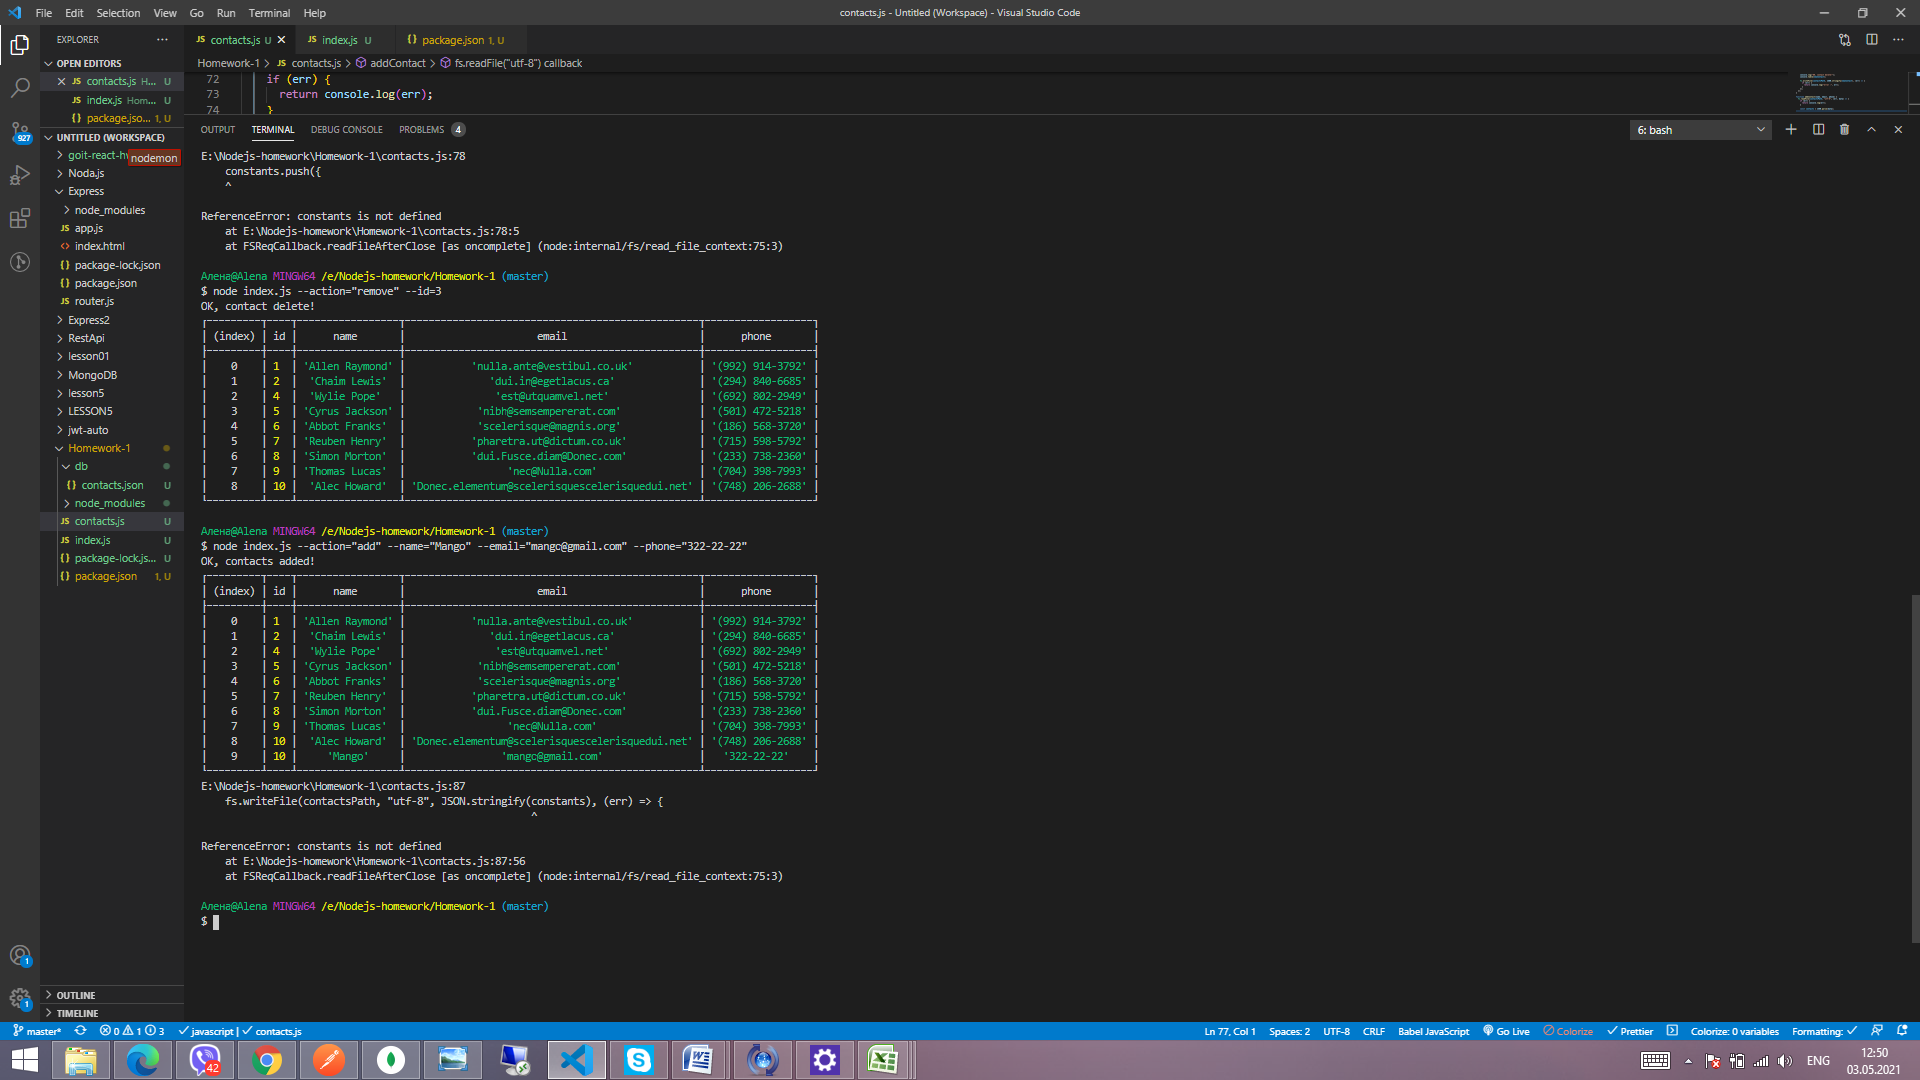 File Edit Selection View Go Run Terminal Help
contacts.js - Untitled (Workspace) - Visual Studio Code
EXPLORER
OPEN EDITORS
JS contacts.js H... U
JS index.js Hom... U
{} package.jso... 1, U
UNTITLED (WORKSPACE)
goit-react-h
nodemon
Noda.js
Express
node_modules
JS app.js
<> index.html
{} package-lock.json
{} package.json
JS router.js
Express2
RestApi
lesson01
MongoDB
lesson5
LESSON5
jwt-auto
Homework-1
db
{} contacts.json U
node_modules
JS contacts.js U
JS index.js U
{} package-lock.js... U
{} package.json 1, U
OUTLINE
TIMELINE
927
1
1
JS contacts.js U JS index.js U {} package.json 1, U
Homework-1 > JS contacts.js > addContact > fs.readFile("utf-8") callback
72 if (err) {
73 return console.log(err);
74 }
OUTPUT TERMINAL DEBUG CONSOLE PROBLEMS 4
6: bash
E:\Nodejs-homework\Homework-1\contacts.js:78
constants.push({
^
ReferenceError: constants is not defined
at E:\Nodejs-homework\Homework-1\contacts.js:78:5
at FSReqCallback.readFileAfterClose [as oncomplete] (node:internal/fs/read_file_context:75:3)
Алена@Alena MINGW64 /e/Nodejs-homework/Homework-1 (master)
$ node index.js --action="remove" --id=3
OK, contact delete!
(index) id name email phone
0 1 'Allen Raymond' 'nulla.ante@vestibul.co.uk' '(992) 914-3792'
1 2 'Chaim Lewis' 'dui.in@egetlacus.ca' '(294) 840-6685'
2 4 'Wylie Pope' 'est@utquamvel.net' '(692) 802-2949'
3 5 'Cyrus Jackson' 'nibh@semsempererat.com' '(501) 472-5218'
4 6 'Abbot Franks' 'scelerisque@magnis.org' '(186) 568-3720'
5 7 'Reuben Henry' 'pharetra.ut@dictum.co.uk' '(715) 598-5792'
6 8 'Simon Morton' 'dui.Fusce.diam@Donec.com' '(233) 738-2360'
7 9 'Thomas Lucas' 'nec@Nulla.com' '(704) 398-7993'
8 10 'Alec Howard' 'Donec.elementum@scelerisquescelerisquedui.net' '(748) 206-2688'
Алена@Alena MINGW64 /e/Nodejs-homework/Homework-1 (master)
$ node index.js --action="add" --name="Mango" --email="mango@gmail.com" --phone="322-22-22"
OK, contacts added!
(index) id name email phone
0 1 'Allen Raymond' 'nulla.ante@vestibul.co.uk' '(992) 914-3792'
1 2 'Chaim Lewis' 'dui.in@egetlacus.ca' '(294) 840-6685'
2 4 'Wylie Pope' 'est@utquamvel.net' '(692) 802-2949'
3 5 'Cyrus Jackson' 'nibh@semsempererat.com' '(501) 472-5218'
4 6 'Abbot Franks' 'scelerisque@magnis.org' '(186) 568-3720'
5 7 'Reuben Henry' 'pharetra.ut@dictum.co.uk' '(715) 598-5792'
6 8 'Simon Morton' 'dui.Fusce.diam@Donec.com' '(233) 738-2360'
7 9 'Thomas Lucas' 'nec@Nulla.com' '(704) 398-7993'
8 10 'Alec Howard' 'Donec.elementum@scelerisquescelerisquedui.net' '(748) 206-2688'
9 10 'Mango' 'mango@gmail.com' '322-22-22'
E:\Nodejs-homework\Homework-1\contacts.js:87
fs.writeFile(contactsPath, "utf-8", JSON.stringify(constants), (err) => {
^
ReferenceError: constants is not defined
at E:\Nodejs-homework\Homework-1\contacts.js:87:56
at FSReqCallback.readFileAfterClose [as oncomplete] (node:internal/fs/read_file_context:75:3)
Алена@Alena MINGW64 /e/Nodejs-homework/Homework-1 (master)
$
master* 0 1 3 javascript | contacts.js Ln 77, Col 1 Spaces: 2 UTF-8 CRLF Babel JavaScript Go Live Colorize Prettier Colorize: 0 variables Formatting:
42
ENG
12:50
03.05.2021